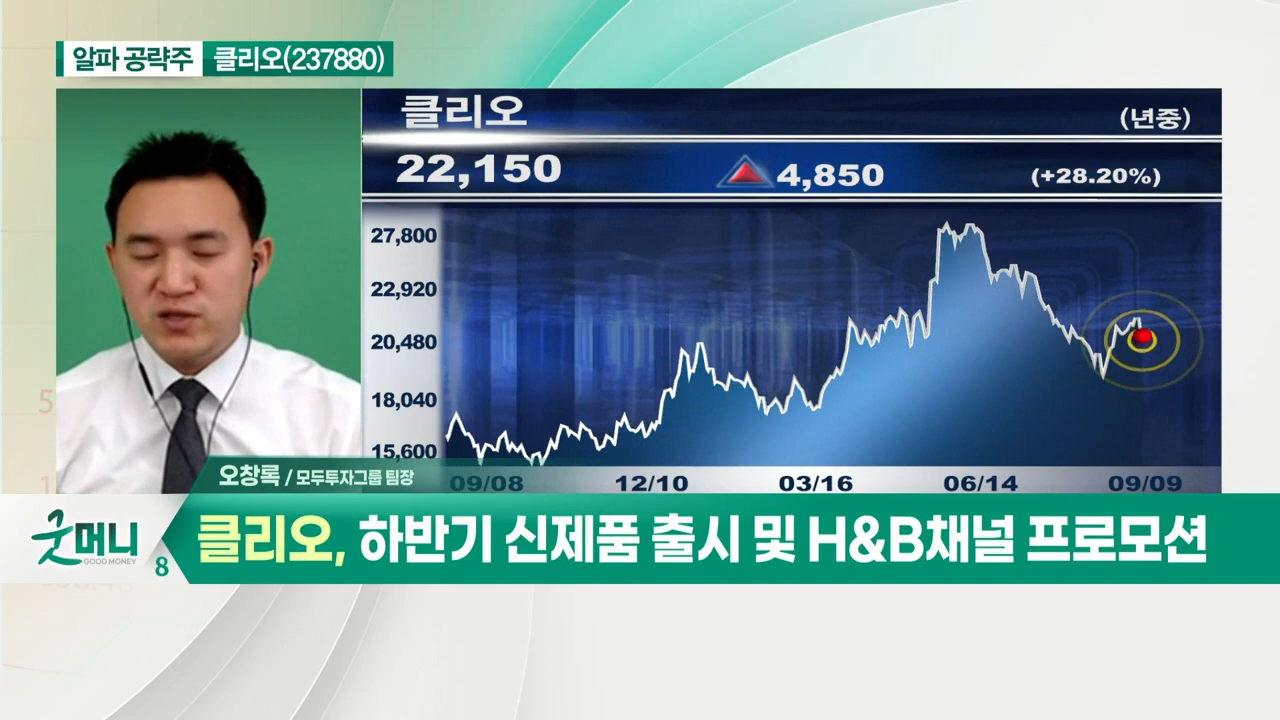 알파 공략주 클리오(237880)
클리오 (년중)
22,150 ▲ 4,850 (+28.20%)
27,800
22,920
20,480
18,040
15,600
09/08 12/10 03/16 06/14 09/09
오창록 / 모두투자그룹 팀장
굿머니
GOOD MONEY
8
클리오, 하반기 신제품 출시 및 H&B채널 프로모션